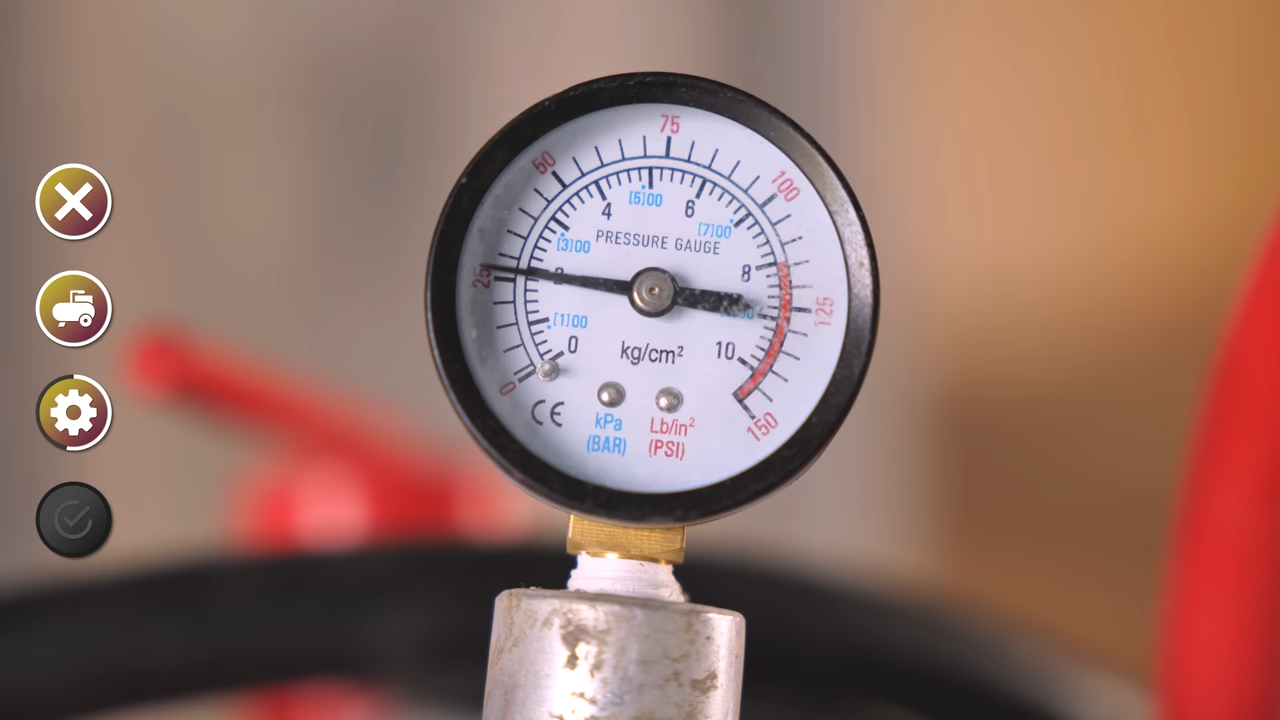 75
50
100
[5]00
4
6
[7]00
[3]00
PRESSURE GAUGE
25
8
125
[1]00
0
kg/cm²
10
0
CE
kPa
(BAR)
Lb/in²
(PSI)
150